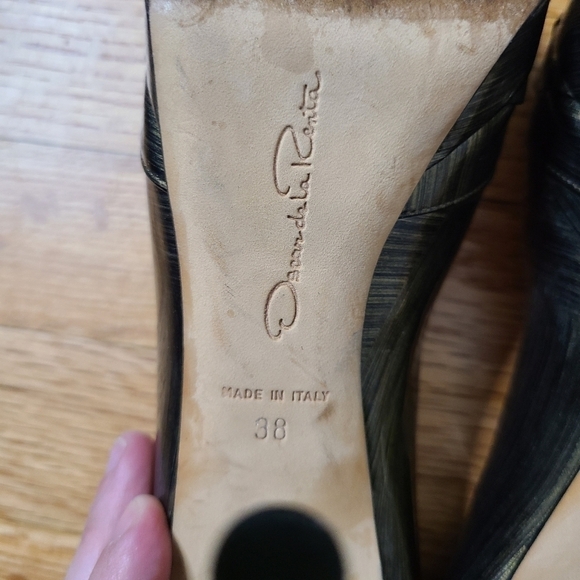 Oscar de la Renta
MADE IN ITALY
38